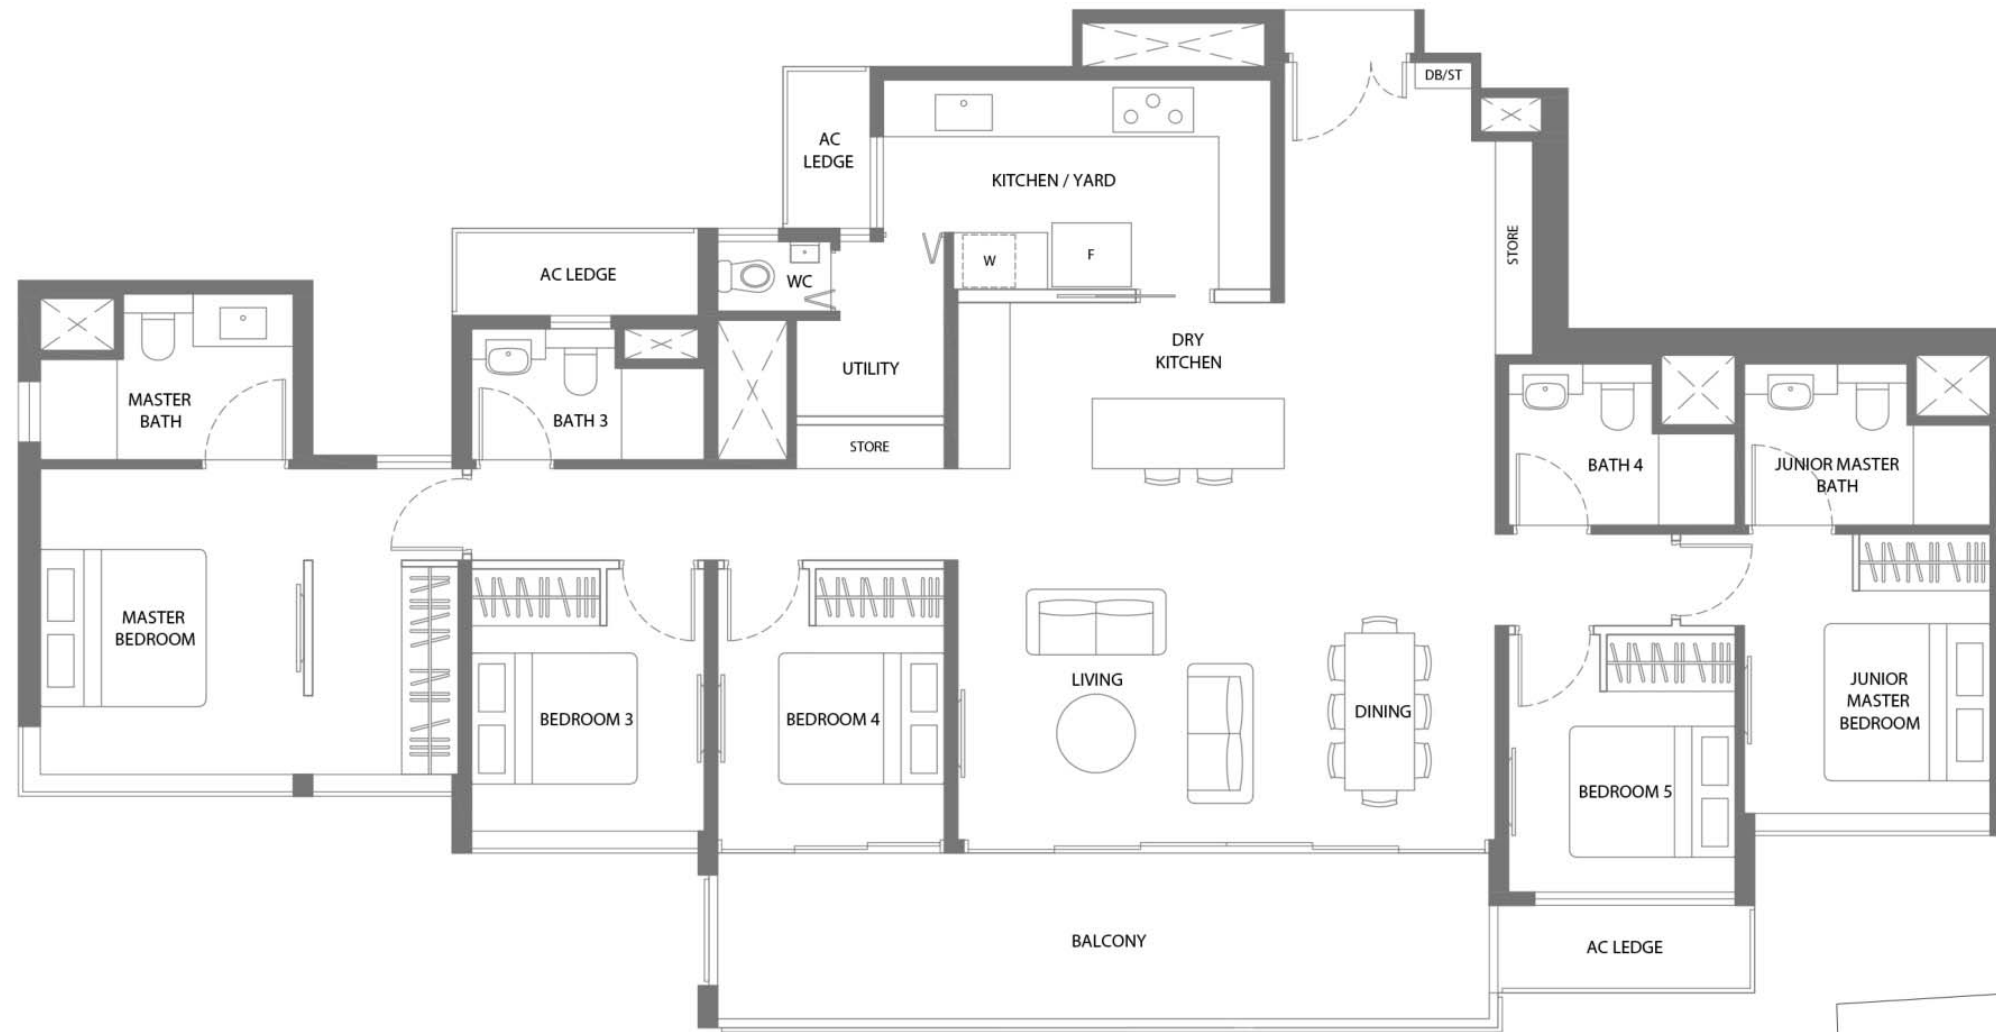 DB/ST
AC
LEDGE
KITCHEN / YARD
STORE
W
F
AC LEDGE
WC
DRY
KITCHEN
UTILITY
MASTER
BATH
BATH 3
STORE
BATH 4
JUNIOR MASTER
BATH
MASTER
BEDROOM
BEDROOM 3
BEDROOM 4
LIVING
DINING
JUNIOR
MASTER
BEDROOM
BEDROOM 5
BALCONY
AC LEDGE